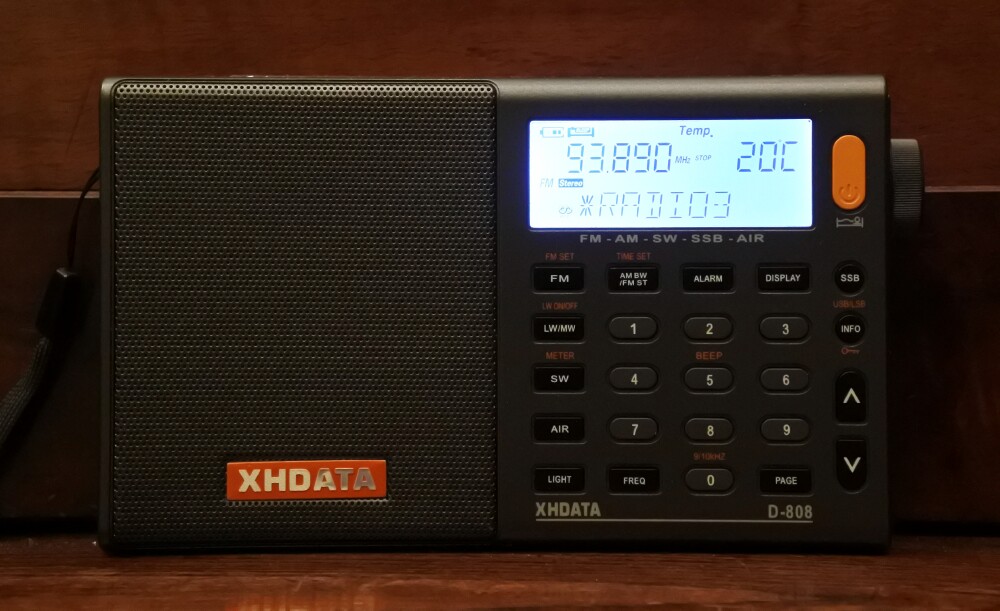 Temp.
93.890 MHz STOP 20°C
FM Stereo
*RADIO3
FM - AM - SW - SSB - AIR
FM SET TIME SET
FM AM BW /FM ST ALARM DISPLAY SSB
LW ON/OFF USB/LSB
LW/MW 1 2 3 INFO
METER BEEP
SW 4 5 6
AIR 7 8 9
9/10kHZ
LIGHT FREQ 0 PAGE
XHDATA
XHDATA D-808